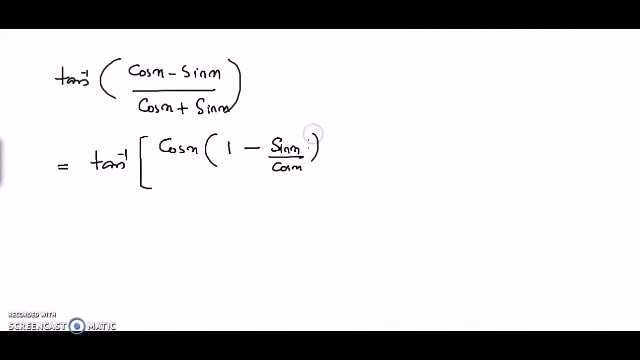 tan⁻¹ ( Cosx - Sinx / Cosx + Sinx )
= tan⁻¹ [ Cosx ( 1 - Sinx / Cosx )
RECORDED WITH
SCREENCAST MATIC